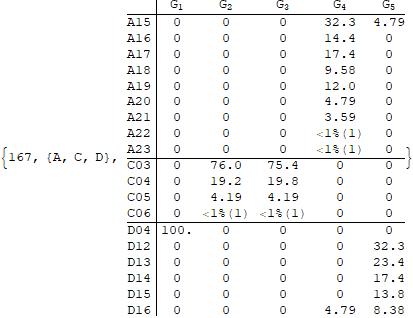 G1 G2 G3 G4 G5
A15 0 0 0 32.3 4.79
A16 0 0 0 14.4 0
A17 0 0 0 17.4 0
A18 0 0 0 9.58 0
A19 0 0 0 12.0 0
A20 0 0 0 4.79 0
A21 0 0 0 3.59 0
A22 0 0 0 <1%(1) 0
A23 0 0 0 <1%(1) 0
{167, {A, C, D}, }
C03 0 76.0 75.4 0 0
C04 0 19.2 19.8 0 0
C05 0 4.19 4.19 0 0
C06 0 <1%(1) <1%(1) 0 0
D04 100. 0 0 0 0
D12 0 0 0 0 32.3
D13 0 0 0 0 23.4
D14 0 0 0 0 17.4
D15 0 0 0 0 13.8
D16 0 0 0 4.79 8.38